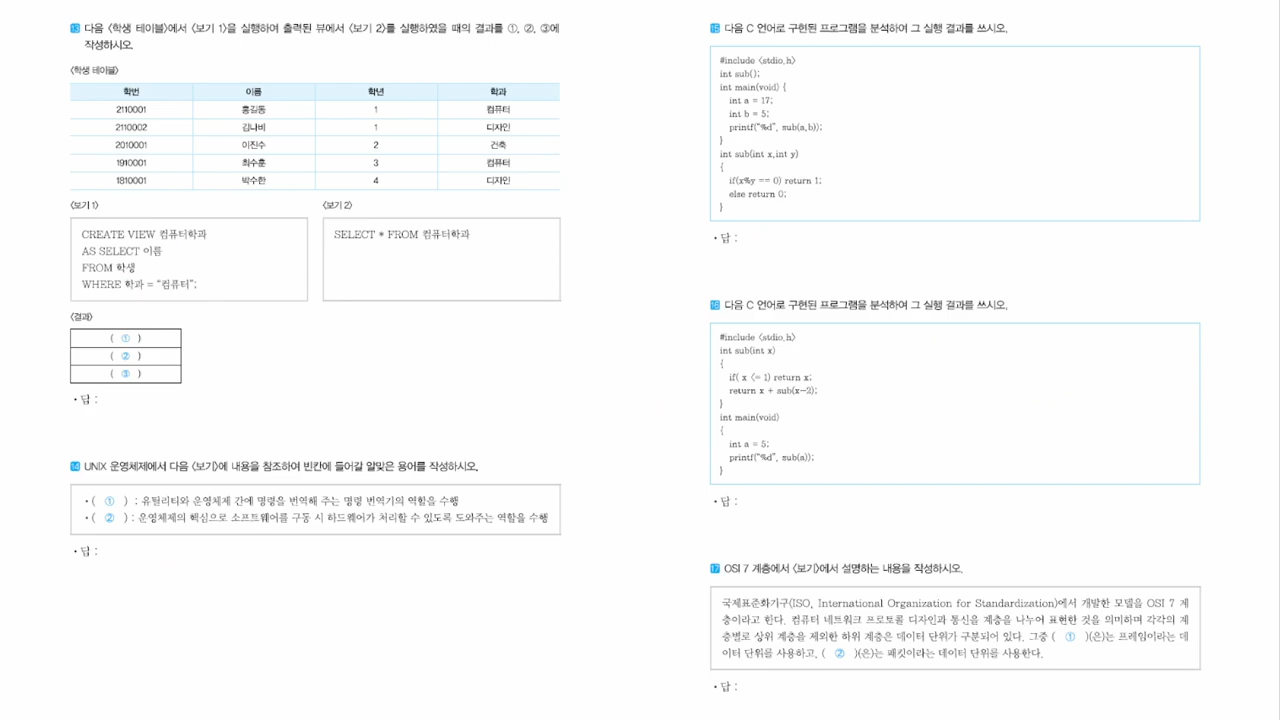 13 다음 <학생 테이블>에서 <보기 1>을 실행하여 출력된 뷰에서 <보기 2>를 실행하였을 때의 결과를 ①, ②, ③에
작성하시오.
<학생 테이블>
학번 이름 학년 학과
2110001 홍길동 1 컴퓨터
2110002 김나비 1 디자인
2010001 이진수 2 건축
1910001 최수훈 3 컴퓨터
1810001 박수한 4 디자인
<보기 1>
CREATE VIEW 컴퓨터학과
AS SELECT 이름
FROM 학생
WHERE 학과 = “컴퓨터”;
<보기 2>
SELECT * FROM 컴퓨터학과
<결과>
( ① )
( ② )
( ③ )
• 답 :
14 UNIX 운영체제에서 다음 <보기>에 내용을 참조하여 빈칸에 들어갈 알맞은 용어를 작성하시오.
• ( ① ) : 유틸리티와 운영체제 간에 명령을 번역해 주는 명령 번역기의 역할을 수행
• ( ② ) : 운영체제의 핵심으로 소프트웨어를 구동 시 하드웨어가 처리할 수 있도록 도와주는 역할을 수행
• 답 :
15 다음 C 언어로 구현된 프로그램을 분석하여 그 실행 결과를 쓰시오.
#include <stdio.h>
int sub();
int main(void) {
int a = 17;
int b = 5;
printf(“%d”, sub(a,b));
}
int sub(int x,int y)
{
if(x%y == 0) return 1;
else return 0;
}
• 답 :
16 다음 C 언어로 구현된 프로그램을 분석하여 그 실행 결과를 쓰시오.
#include <stdio.h>
int sub(int x)
{
if( x <= 1) return x;
return x + sub(x-2);
}
int main(void)
{
int a = 5;
printf(“%d”, sub(a));
}
• 답 :
17 OSI 7 계층에서 <보기>에서 설명하는 내용을 작성하시오.
국제표준화기구(ISO, International Organization for Standardization)에서 개발한 모델을 OSI 7 계
층이라고 한다. 컴퓨터 네트워크 프로토콜 디자인과 통신을 계층을 나누어 표현한 것을 의미하며 각각의 계
층별로 상위 계층을 제외한 하위 계층은 데이터 단위가 구분되어 있다. 그중 ( ① )(은)는 프레임이라는 데
이터 단위를 사용하고, ( ② )(은)는 패킷이라는 데이터 단위를 사용한다.
• 답 :